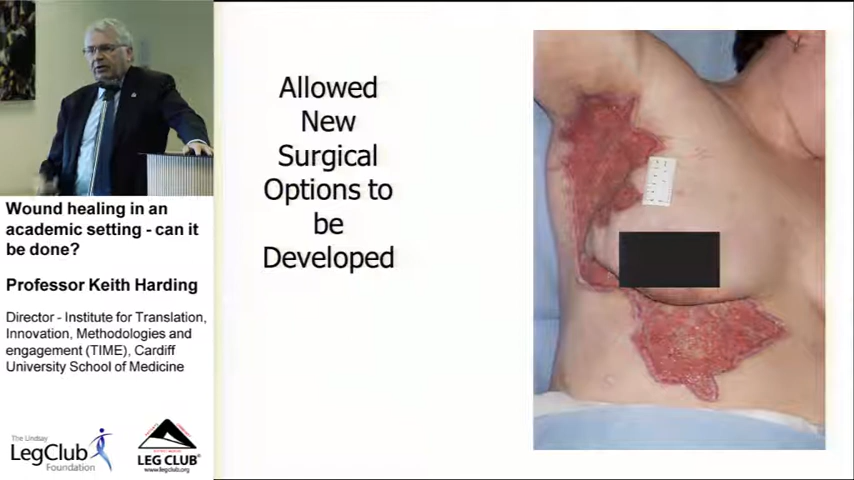 Allowed
New
Surgical
Options to
be
Developed
Wound healing in an
academic setting - can it
be done?
Professor Keith Harding
Director - Institute for Translation,
Innovation, Methodologies and
engagement (TIME), Cardiff
University School of Medicine
The Lindsay
LegClub
Foundation
LEG CLUB®
www.legclub.org